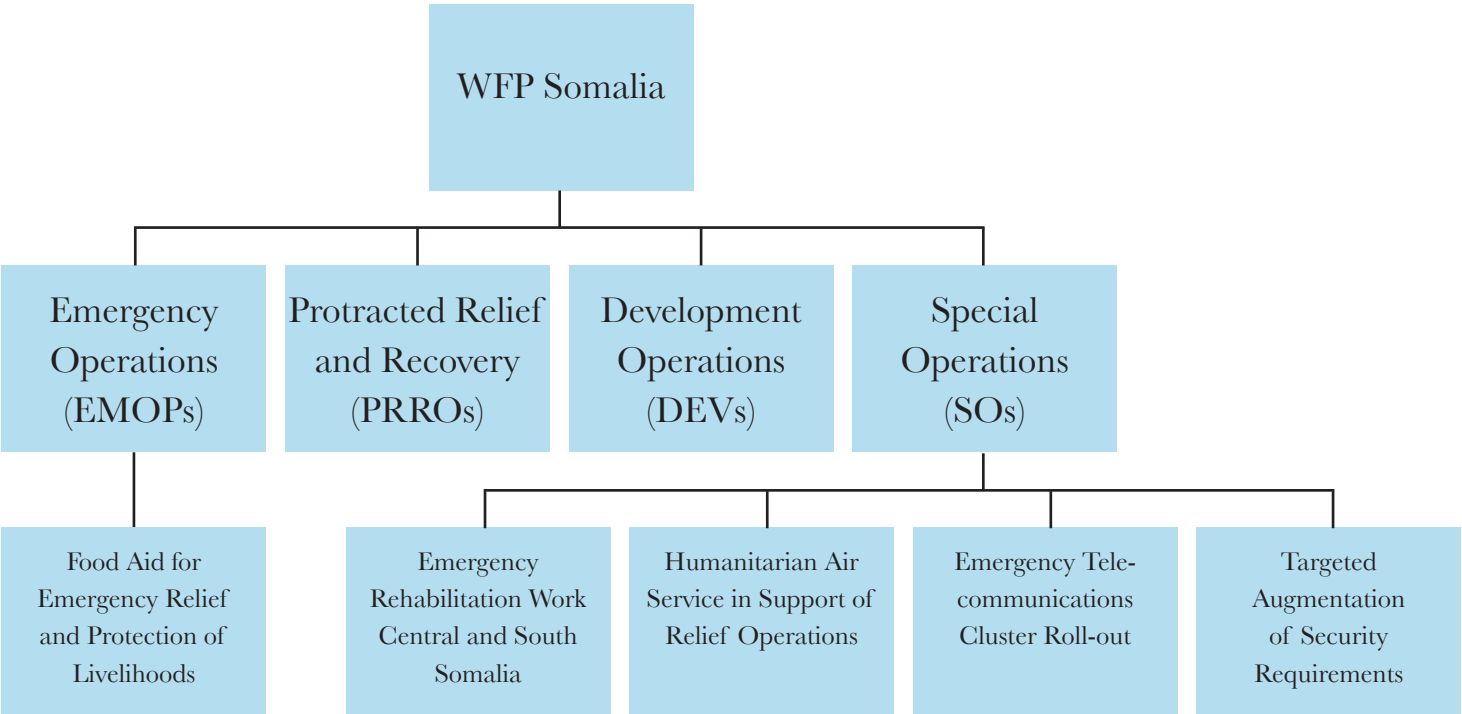 WFP Somalia
Emergency
Operations
(EMOPs)
Protracted Relief
and Recovery
(PRROs)
Development
Operations
(DEVs)
Special
Operations
(SOs)
Food Aid for
Emergency Relief
and Protection of
Livelihoods
Emergency
Rehabilitation Work
Central and South
Somalia
Humanitarian Air
Service in Support of
Relief Operations
Emergency Tele-
communications
Cluster Roll-out
Targeted
Augmentation
of Security
Requirements